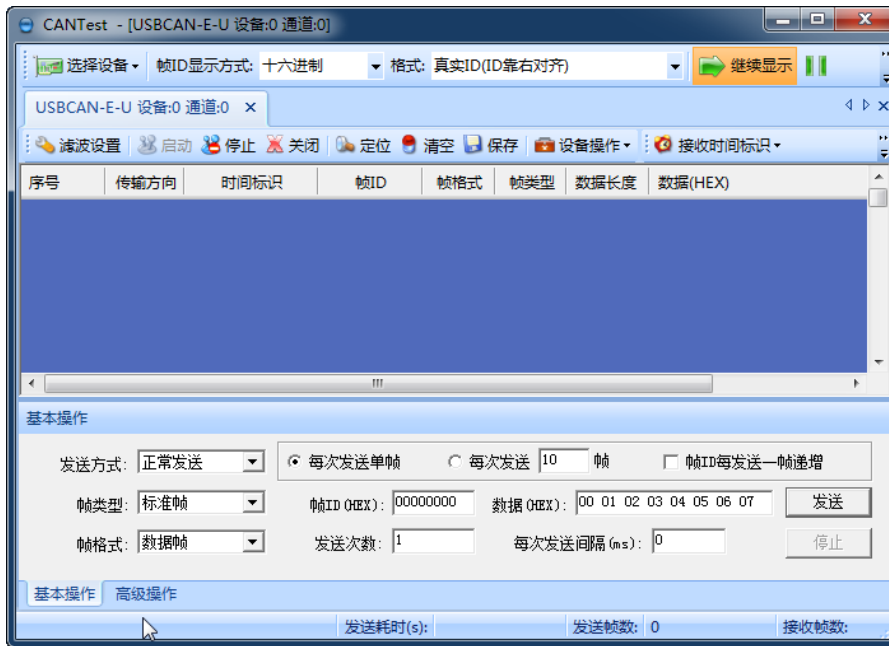 CANTest - [USBCAN-E-U 设备:0 通道:0]
选择设备 帧ID显示方式: 十六进制 格式: 真实ID(ID靠右对齐) 继续显示
USBCAN-E-U 设备:0 通道:0
滤波设置 启动 停止 关闭 定位 清空 保存 设备操作 接收时间标识
序号 传输方向 时间标识 帧ID 帧格式 帧类型 数据长度 数据(HEX)
基本操作
发送方式: 正常发送 每次发送单帧 每次发送 10 帧 帧ID每发送一帧递增
帧类型: 标准帧 帧ID(HEX): 00000000 数据(HEX): 00 01 02 03 04 05 06 07 发送
帧格式: 数据帧 发送次数: 1 每次发送间隔(ms): 0 停止
基本操作 高级操作
发送耗时(s): 发送帧数: 0 接收帧数: